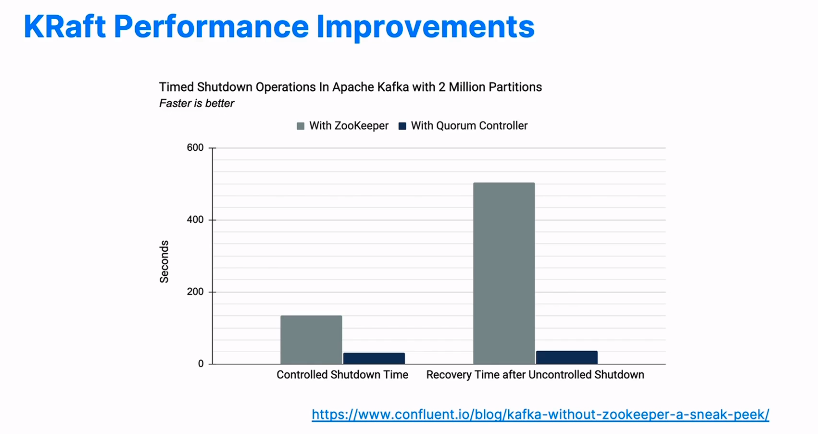 KRaft Performance Improvements
Timed Shutdown Operations In Apache Kafka with 2 Million Partitions
Faster is better
With ZooKeeper
With Quorum Controller
600
400
200
0
Seconds
Controlled Shutdown Time
Recovery Time after Uncontrolled Shutdown
https://www.confluent.io/blog/kafka-without-zookeeper-a-sneak-peek/